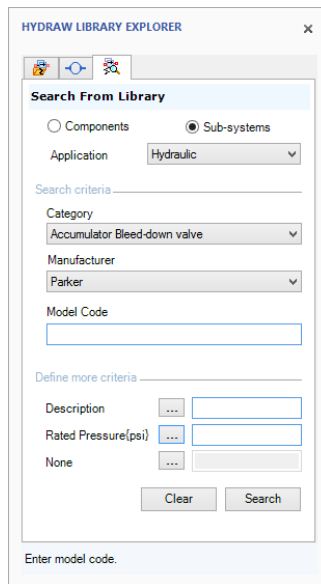 HYDRAW LIBRARY EXPLORER
Search From Library
Components Sub-systems
Application Hydraulic
Search criteria
Category
Accumulator Bleed-down valve
Manufacturer
Parker
Model Code
Define more criteria
Description ...
Rated Pressure{psi} ...
None ...
Clear Search
Enter model code.